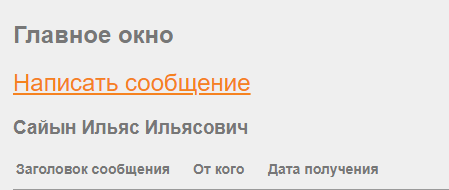 Главное окно
Написать сообщение
Сайын Ильяс Ильясович
Заголовок сообщения От кого Дата получения